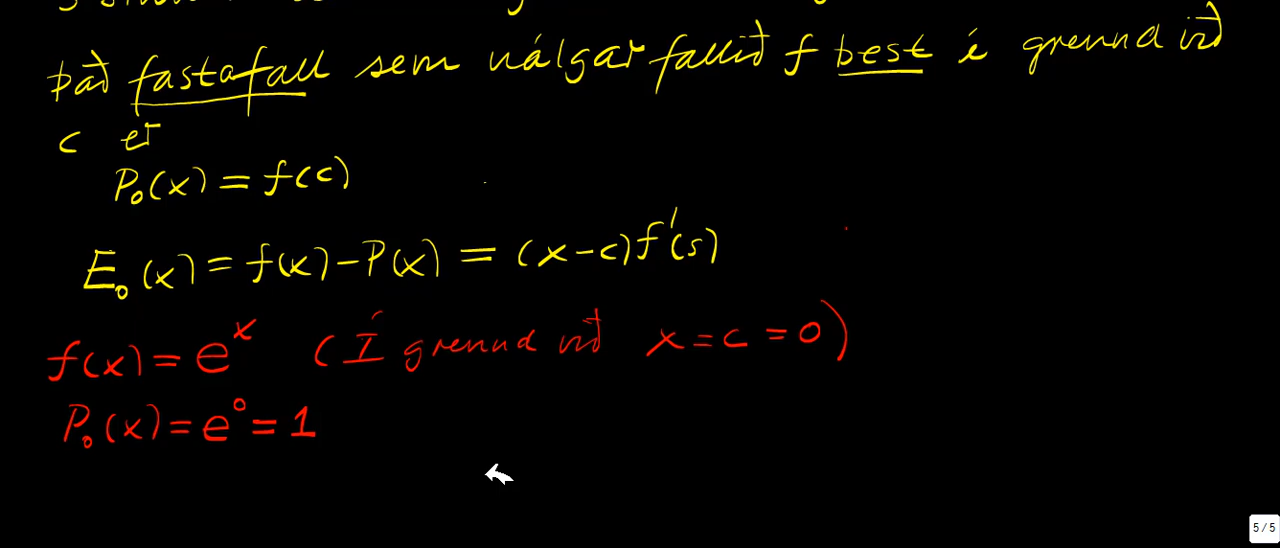 það fastafall sem nálgar fallið f best í grennd við
c er
P₀(x) = f(c)
E₀(x) = f(x) - P(x) = (x-c)f'(s)
f(x) = eˣ (Í grennd við x = c = 0)
P₀(x) = e⁰ = 1
5/5